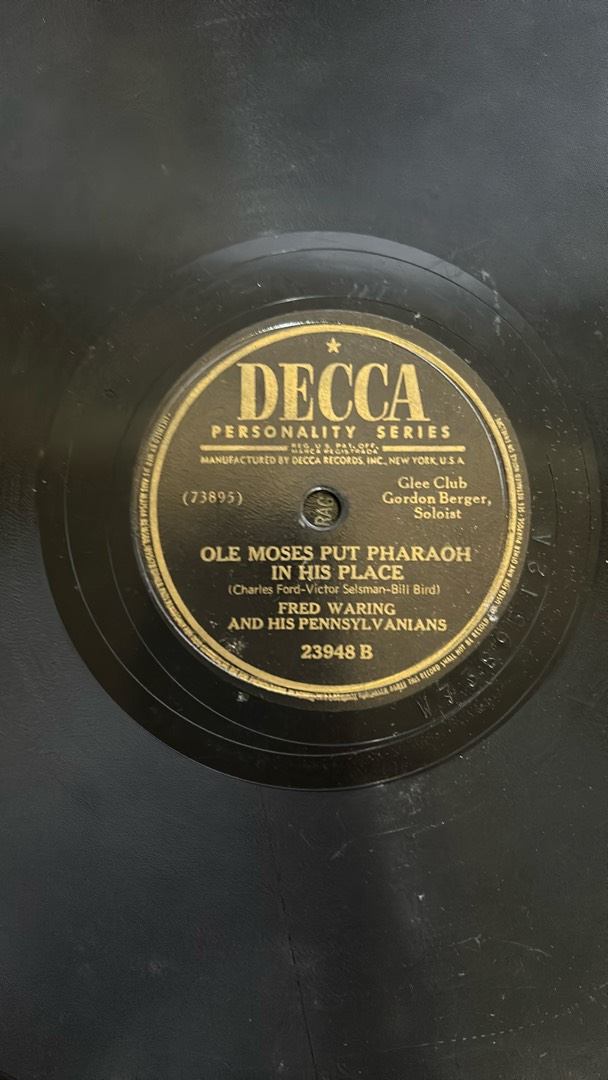 DECCA
PERSONALITY SERIES
REG. U.S. PAT. OFF.
MARCA REGISTRADA
MANUFACTURED BY DECCA RECORDS, INC., NEW YORK, U.S.A.
(73895)
Glee Club
Gordon Berger,
Soloist
RAG
OLE MOSES PUT PHARAOH
IN HIS PLACE
(Charles Ford-Victor Selsman-Bill Bird)
FRED WARING
AND HIS PENNSYLVANIANS
23948 B